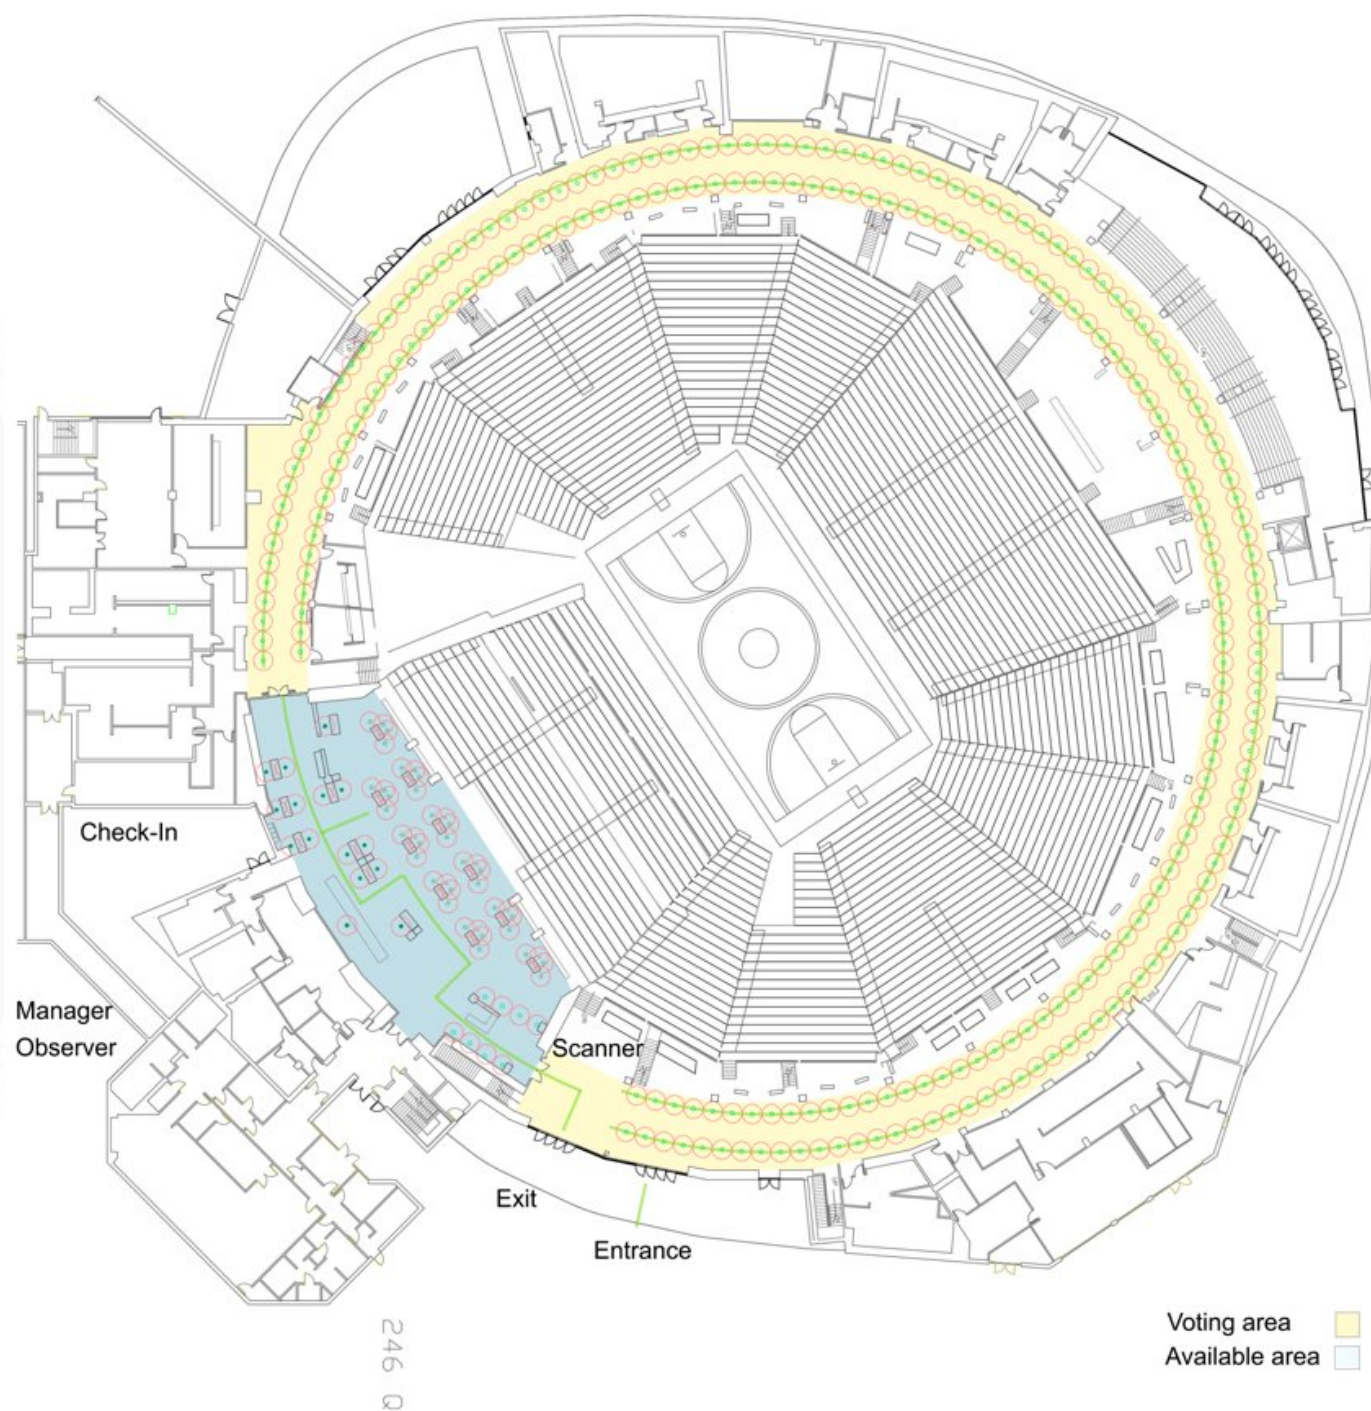 Check-In
Manager
Observer
Scanner
Exit
Entrance
Voting area
Available area
246 Q